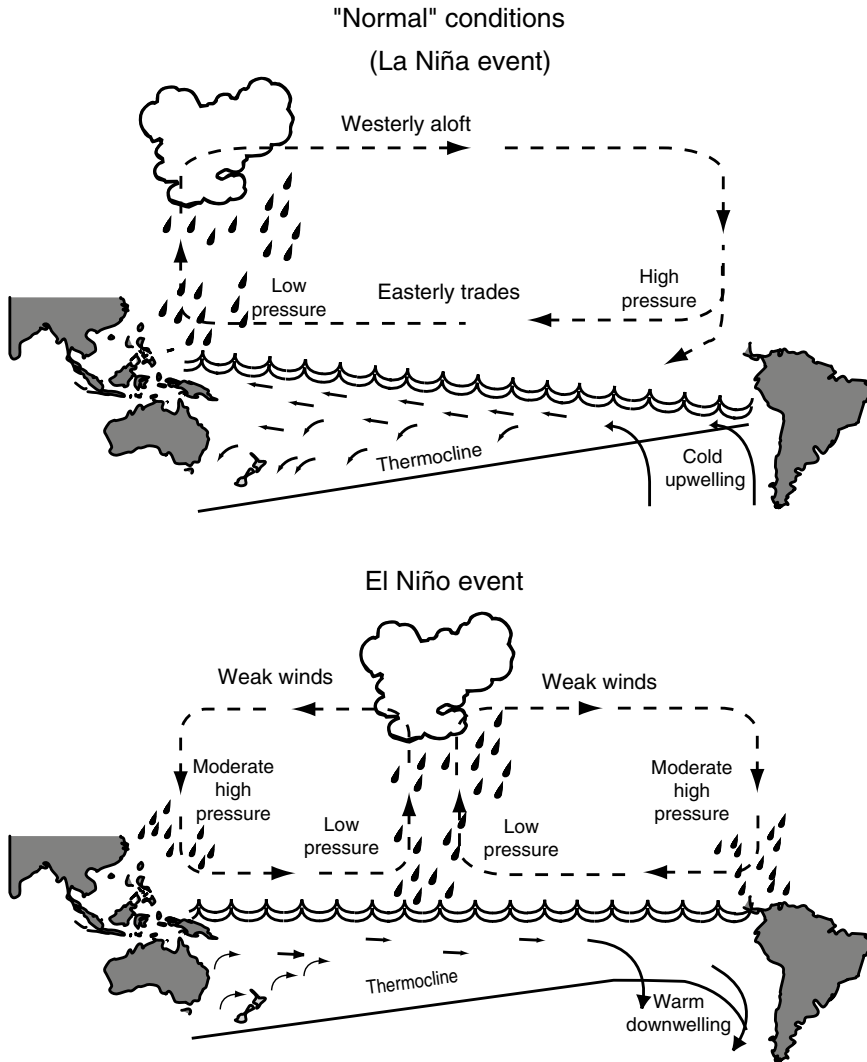 "Normal" conditions
(La Niña event)
Westerly aloft
Low
pressure
Easterly trades
High
pressure
Thermocline
Cold
upwelling
El Niño event
Weak winds
Weak winds
Moderate
high
pressure
Low
pressure
Low
pressure
Moderate
high
pressure
Thermocline
Warm
downwelling